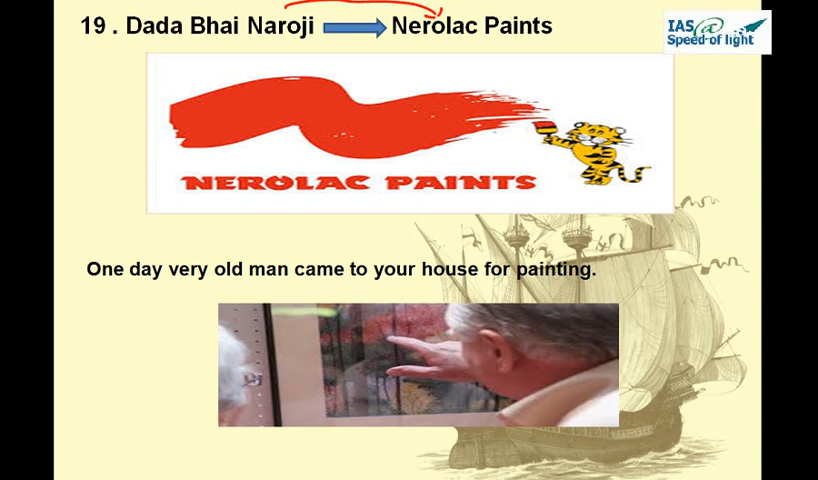 19 . Dada Bhai Naroji Nerolac Paints
IAS@
Speed of light
NEROLAC PAINTS
One day very old man came to your house for painting.